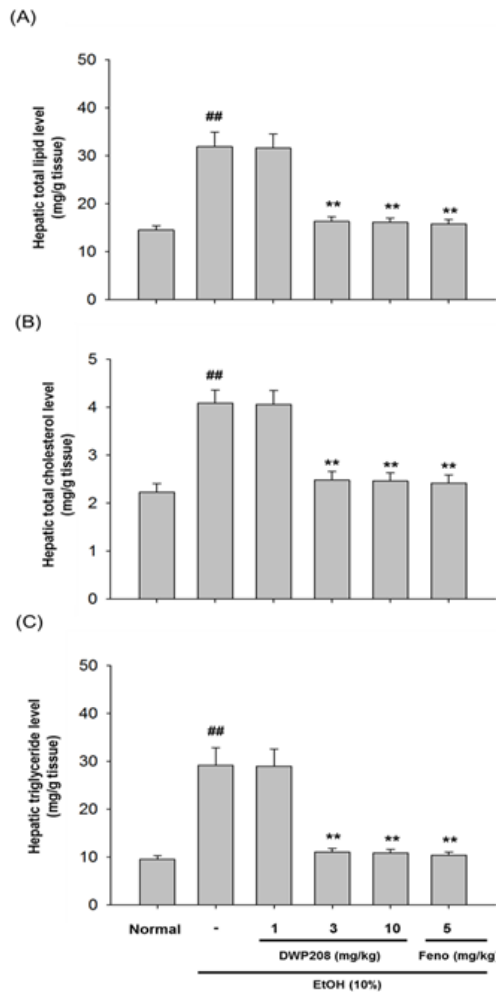 (A)
Hepatic total lipid level
(mg/g tissue)
50
40
30
20
10
0
##
**
**
**
(B)
Hepatic total cholesterol level
(mg/g tissue)
5
4
3
2
1
0
##
**
**
**
(C)
Hepatic triglyceride level
(mg/g tissue)
50
40
30
20
10
0
##
**
**
**
Normal - 1 3 10 5
DWP208 (mg/kg) Feno (mg/kg)
EtOH (10%)